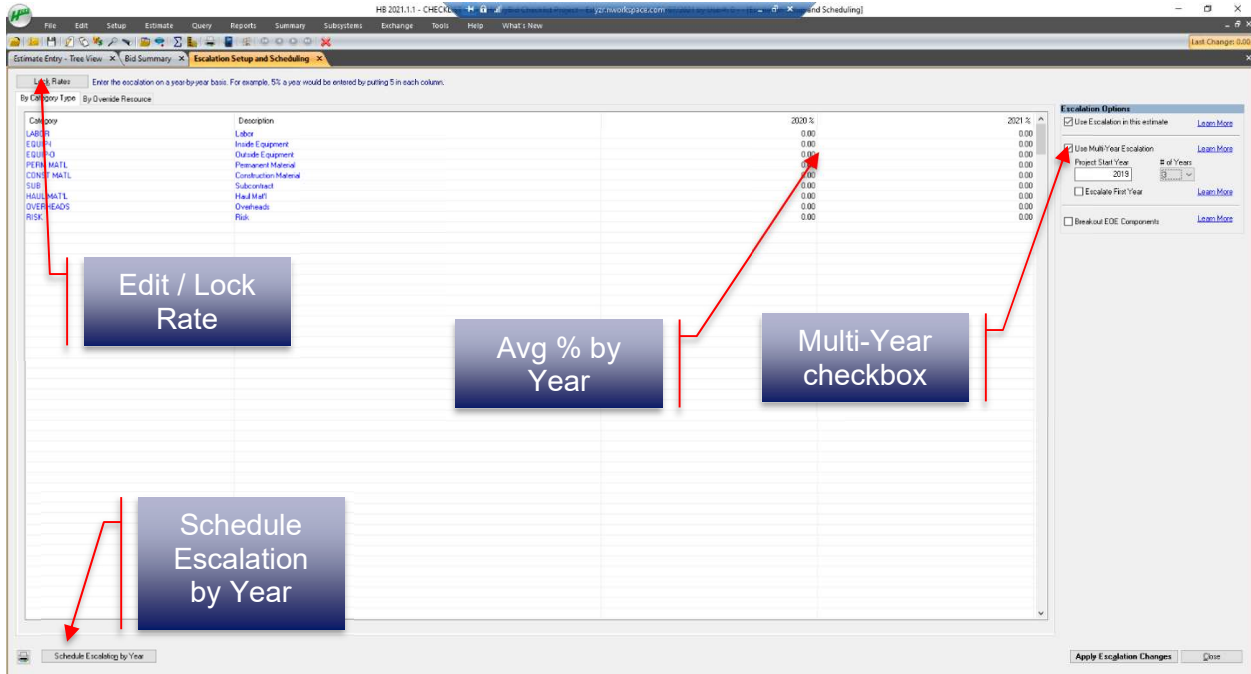 HB 2021.1.1 - CHECKL yzr.nworkspace.com and Scheduling]
File Edit Setup Estimate Query Reports Summary Subsystems Exchange Tools Help What's New
Last Change: 0.00
Estimate Entry - Tree View Bid Summary Escalation Setup and Scheduling
Lock Rates Enter the escalation on a year-by-year basis. For example, 5% a year would be entered by putting 5 in each column.
By Category Type By Override Resource
Category Description 2020 % 2021 %
LABOR Labor 0.00 0.00
EQUIP-I Inside Equipment 0.00 0.00
EQUIP-O Outside Equipment 0.00 0.00
PERM MATL Permanent Material 0.00 0.00
CONST MATL Construction Material 0.00 0.00
SUB Subcontract 0.00 0.00
HAUL MAT'L Haul Mat'l 0.00 0.00
OVERHEADS Overheads 0.00 0.00
RISK Risk 0.00 0.00
Escalation Options
Use Escalation in this estimate Learn More
Use Multi-Year Escalation Learn More
Project Start Year # of Years
2019 3
Escalate First Year Learn More
Breakout EOE Components Learn More
Edit / Lock
Rate
Avg % by
Year
Multi-Year
checkbox
Schedule
Escalation
by Year
Schedule Escalation by Year Apply Escalation Changes Close